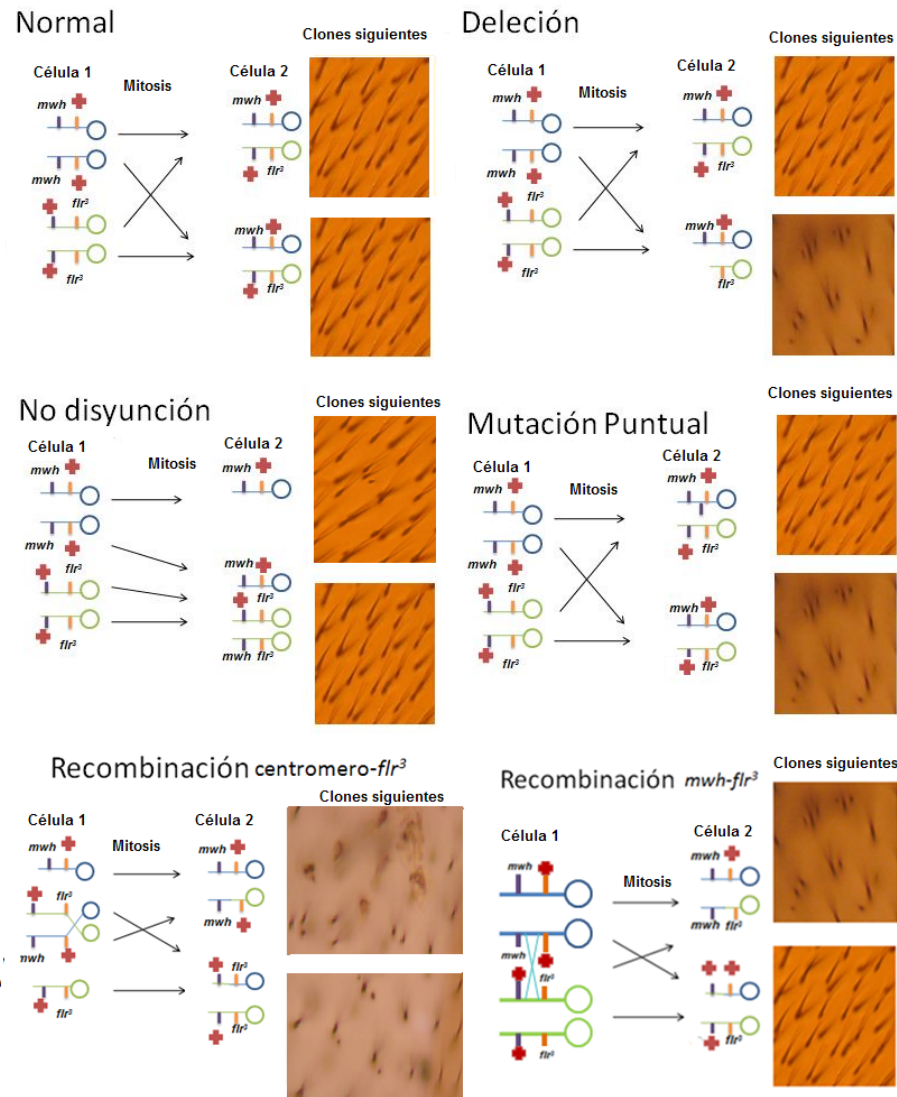 Normal
Clones siguientes
Célula 1
Mitosis
Célula 2
mwh
mwh
mwh
flr³
flr³
mwh
flr³
flr³
Deleción
Clones siguientes
Célula 1
Mitosis
Célula 2
mwh
mwh
mwh
flr³
flr³
mwh
flr³
flr³
No disyunción
Clones siguientes
Célula 1
Mitosis
Célula 2
mwh
mwh
mwh
flr³
mwh
flr³
flr³
mwh flr³
Mutación Puntual
Clones siguientes
Célula 1
Mitosis
Célula 2
mwh
mwh
mwh
flr³
flr³
mwh
flr³
flr³
Recombinación centromero-flr³
Clones siguientes
Célula 1
Mitosis
Célula 2
mwh
mwh
flr³
mwh
mwh
flr³
flr³
flr³
Recombinación mwh-flr³
Clones siguientes
Célula 1
Mitosis
Célula 2
mwh
mwh
mwh
flr³
mwh
flr³
flr³
flr³